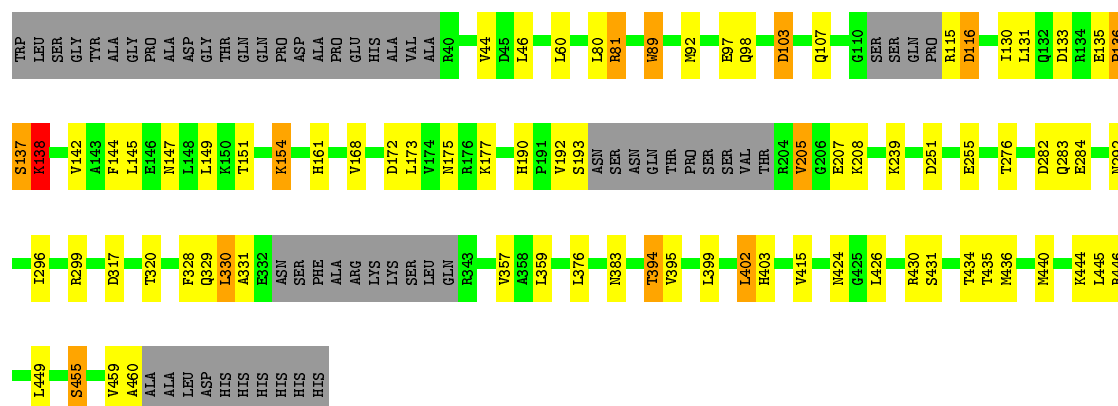 TRP LEU SER GLY TYR ALA GLY PRO ALA ASP GLY THR GLN GLN PRO ASP ALA PRO GLU HIS ALA VAL ALA R40 V44 D45 L46 L60 L80 R81 W89 M92 E97 Q98 D103 Q107 G110 SER SER GLN PRO R115 D116 I130 L131 Q132 D133 R134 E135
S137 K138 V142 A143 F144 L145 E146 N147 L148 L149 K150 T151 K154 H161 V168 D172 L173 V174 N175 R176 K177 H190 P191 V192 S193 ASN SER ASN GLN THR PRO SER SER VAL THR R204 V205 G206 E207 K208 K239 D251 E255 T276 D282 Q283 E284
I296 R299 D317 T320 F328 Q329 L330 A331 E332 ASN SER PHE ALA ARG LYS LYS SER LEU GLN R343 V357 A358 L359 L376 N383 T394 V395 L399 L402 H403 V415 N424 G425 L426 R430 S431 T434 T435 M436 M440 K444 L445
L449 S455 V459 A460 ALA ALA LEU ASP HIS HIS HIS HIS HIS HIS